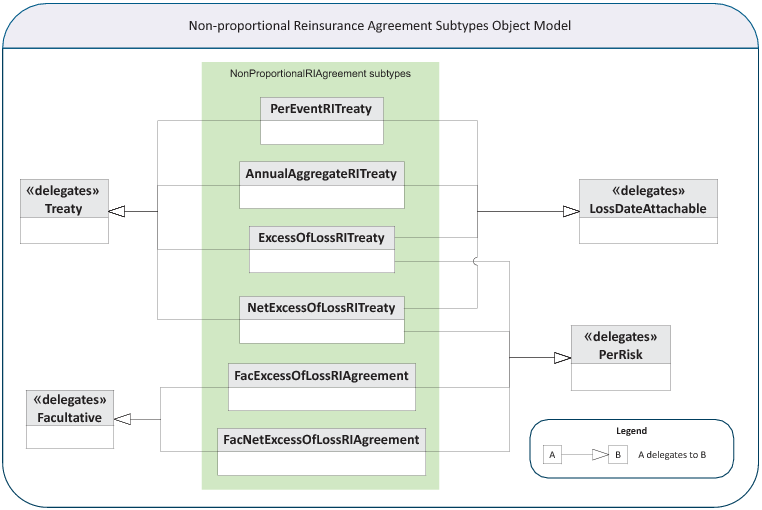 Non-proportional Reinsurance Agreement Subtypes Object Model
NonProportionalRIAgreement subtypes
PerEventRITreaty
AnnualAggregateRITreaty
«delegates»
Treaty
«delegates»
LossDateAttachable
ExcessOfLossRITreaty
NetExcessOfLossRITreaty
«delegates»
PerRisk
FacExcessOfLossRIAgreement
«delegates»
Facultative
FacNetExcessOfLossRIAgreement
Legend
A B A delegates to B